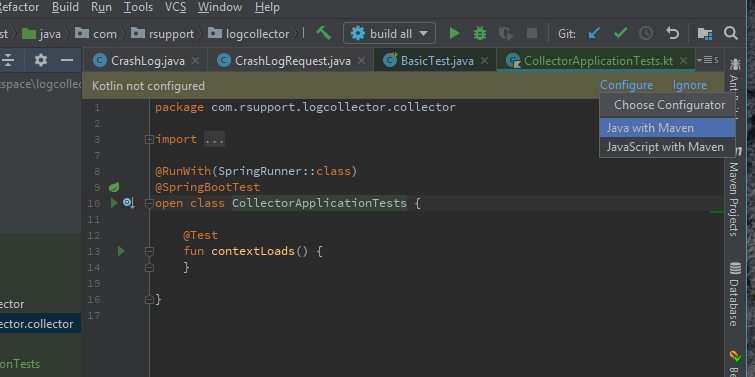 Refactor Build Run Tools VCS Window Help
st java com rsupport logcollector build all Git:
CrashLog.java CrashLogRequest.java BasicTest.java CollectorApplicationTests.kt 5
space\logcol
Kotlin not configured Configure Ignore
Choose Configurator
Java with Maven
JavaScript with Maven
1 package com.rsupport.logcollector.collector
2
3 import ...
7
8 @RunWith(SpringRunner::class)
9 @SpringBootTest
10 open class CollectorApplicationTests {
11
12 @Test
13 fun contextLoads() {
14 }
15
16 }
17
ector
ector.collector
onTests
Ant
m Maven Projects
Database
Be